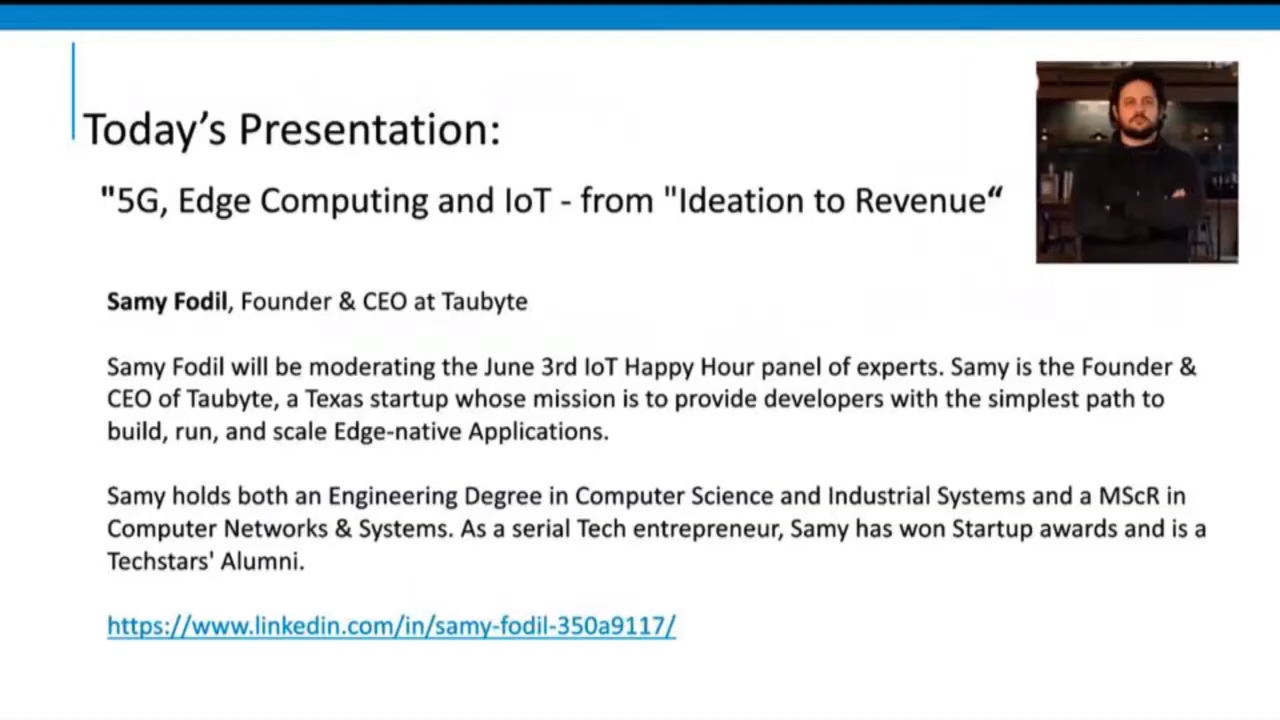 Today’s Presentation:
"5G, Edge Computing and IoT - from "Ideation to Revenue“
Samy Fodil, Founder & CEO at Taubyte
Samy Fodil will be moderating the June 3rd IoT Happy Hour panel of experts. Samy is the Founder &
CEO of Taubyte, a Texas startup whose mission is to provide developers with the simplest path to
build, run, and scale Edge-native Applications.
Samy holds both an Engineering Degree in Computer Science and Industrial Systems and a MScR in
Computer Networks & Systems. As a serial Tech entrepreneur, Samy has won Startup awards and is a
Techstars' Alumni.
https://www.linkedin.com/in/samy-fodil-350a9117/